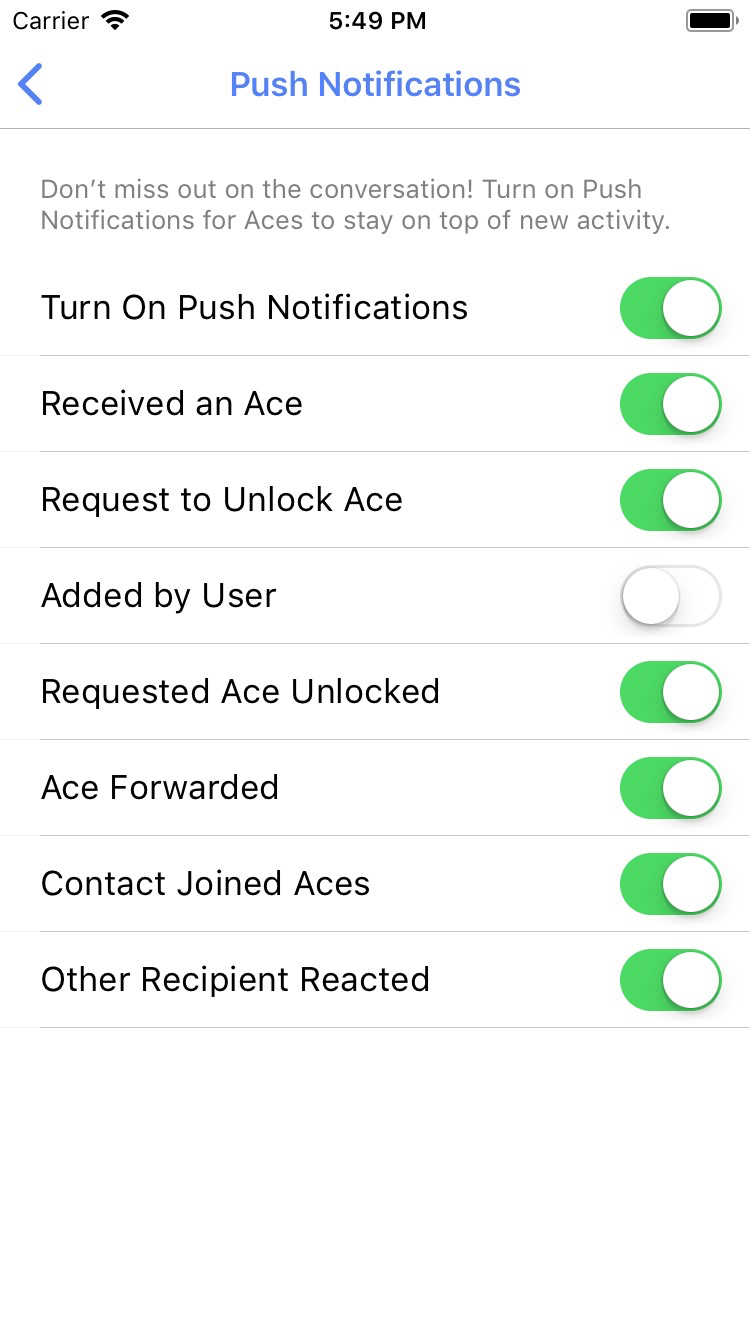 Carrier 5:49 PM
Push Notifications
Don’t miss out on the conversation! Turn on Push
Notifications for Aces to stay on top of new activity.
Turn On Push Notifications
Received an Ace
Request to Unlock Ace
Added by User
Requested Ace Unlocked
Ace Forwarded
Contact Joined Aces
Other Recipient Reacted